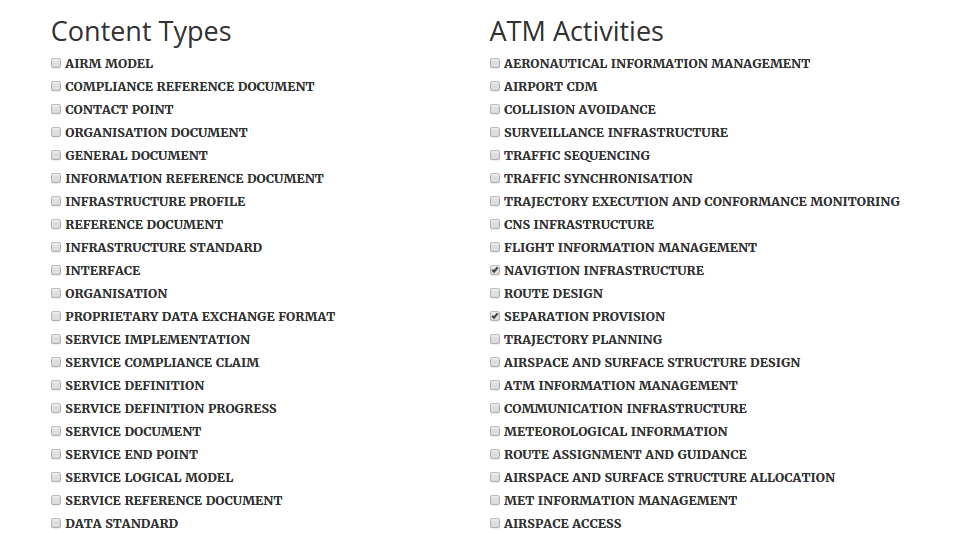 Content Types
AIRM MODEL
COMPLIANCE REFERENCE DOCUMENT
CONTACT POINT
ORGANISATION DOCUMENT
GENERAL DOCUMENT
INFORMATION REFERENCE DOCUMENT
INFRASTRUCTURE PROFILE
REFERENCE DOCUMENT
INFRASTRUCTURE STANDARD
INTERFACE
ORGANISATION
PROPRIETARY DATA EXCHANGE FORMAT
SERVICE IMPLEMENTATION
SERVICE COMPLIANCE CLAIM
SERVICE DEFINITION
SERVICE DEFINITION PROGRESS
SERVICE DOCUMENT
SERVICE END POINT
SERVICE LOGICAL MODEL
SERVICE REFERENCE DOCUMENT
DATA STANDARD
ATM Activities
AERONAUTICAL INFORMATION MANAGEMENT
AIRPORT CDM
COLLISION AVOIDANCE
SURVEILLANCE INFRASTRUCTURE
TRAFFIC SEQUENCING
TRAFFIC SYNCHRONISATION
TRAJECTORY EXECUTION AND CONFORMANCE MONITORING
CNS INFRASTRUCTURE
FLIGHT INFORMATION MANAGEMENT
NAVIGTION INFRASTRUCTURE
ROUTE DESIGN
SEPARATION PROVISION
TRAJECTORY PLANNING
AIRSPACE AND SURFACE STRUCTURE DESIGN
ATM INFORMATION MANAGEMENT
COMMUNICATION INFRASTRUCTURE
METEOROLOGICAL INFORMATION
ROUTE ASSIGNMENT AND GUIDANCE
AIRSPACE AND SURFACE STRUCTURE ALLOCATION
MET INFORMATION MANAGEMENT
AIRSPACE ACCESS